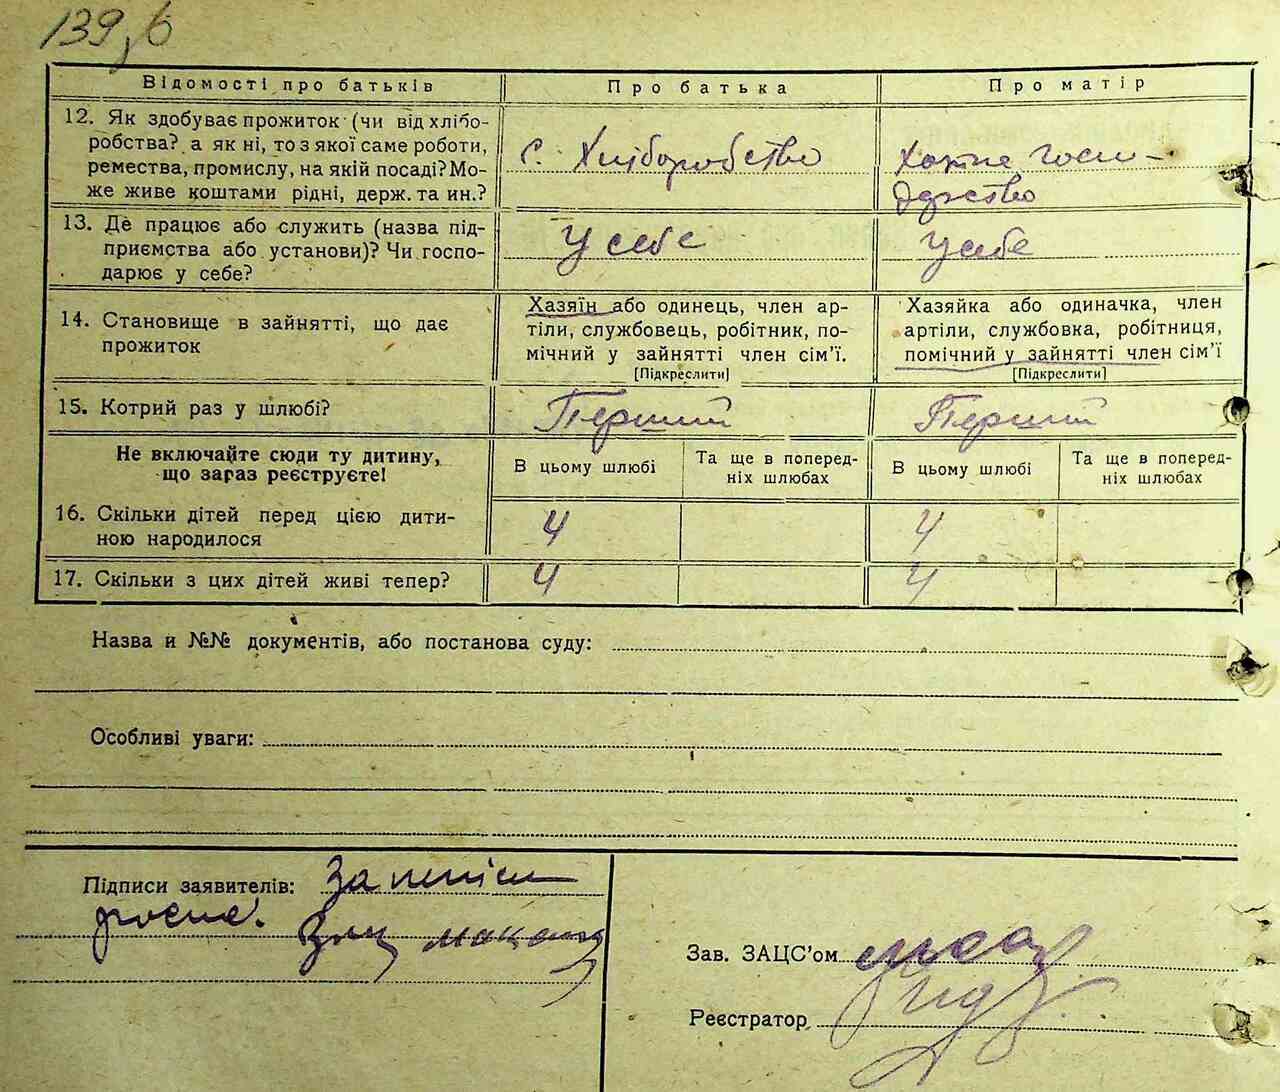 139,б
Відомості про батьків
Про батька
Про матір
12. Як здобуває прожиток (чи від хлібо-
робства? а як ні, то з якої саме роботи,
ремества, промислу, на якій посаді? Мо-
же живе коштами рідні, держ. та ин.?
с. Хліборобство
Хатнє госпо-
дарство
13. Де працює або служить (назва під-
приємства або установи)? Чи госпо-
дарює у себе?
У себе
У себе
14. Становище в зайнятті, що дає
прожиток
Хазяїн або одинець, член ар-
тіли, службовець, робітник, по-
мічний у зайнятті член сім’ї.
[Підкреслити]
Хазяйка або одиначка, член
артіли, службовка, робітниця,
помічний у зайнятті член сім’ї
[Підкреслити]
15. Котрий раз у шлюбі?
Перший
Перший
Не включайте сюди ту дитину,
що зараз реєструєте!
В цьому шлюбі
Та ще в поперед-
ніх шлюбах
В цьому шлюбі
Та ще в поперед-
ніх шлюбах
16. Скільки дітей перед цією дити-
ною народилося
4
4
17. Скільки з цих дітей живі тепер?
4
4
Назва и №№ документів, або постанова суду:
Особливі уваги:
Підписи заявителів:
Зав. ЗАЦС’ом
Реєстратор